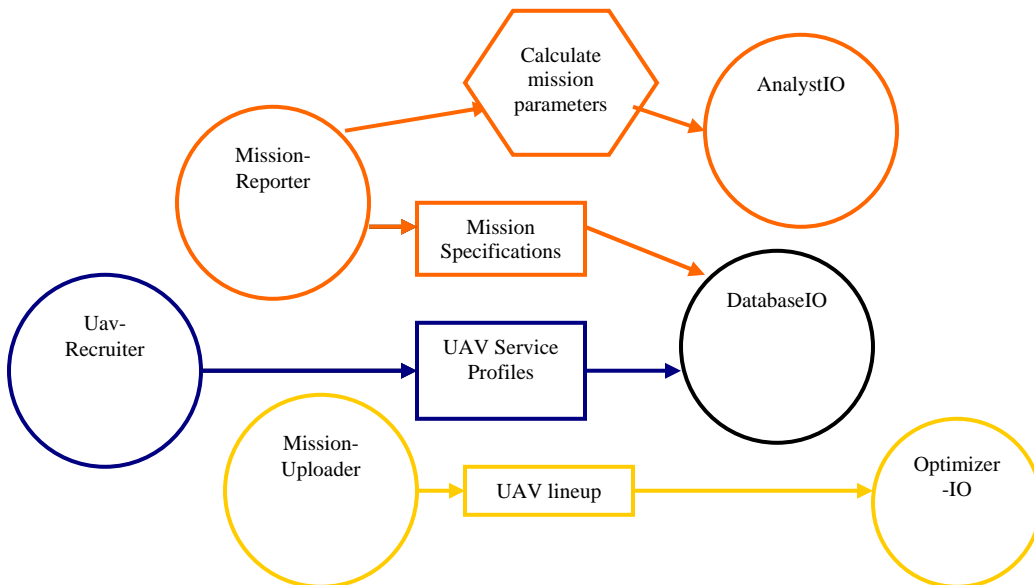 Calculate
mission
parameters
AnalystIO
Mission-
Reporter
Mission
Specifications
DatabaseIO
Uav-
Recruiter
UAV Service
Profiles
Mission-
Uploader
UAV lineup
Optimizer
-IO